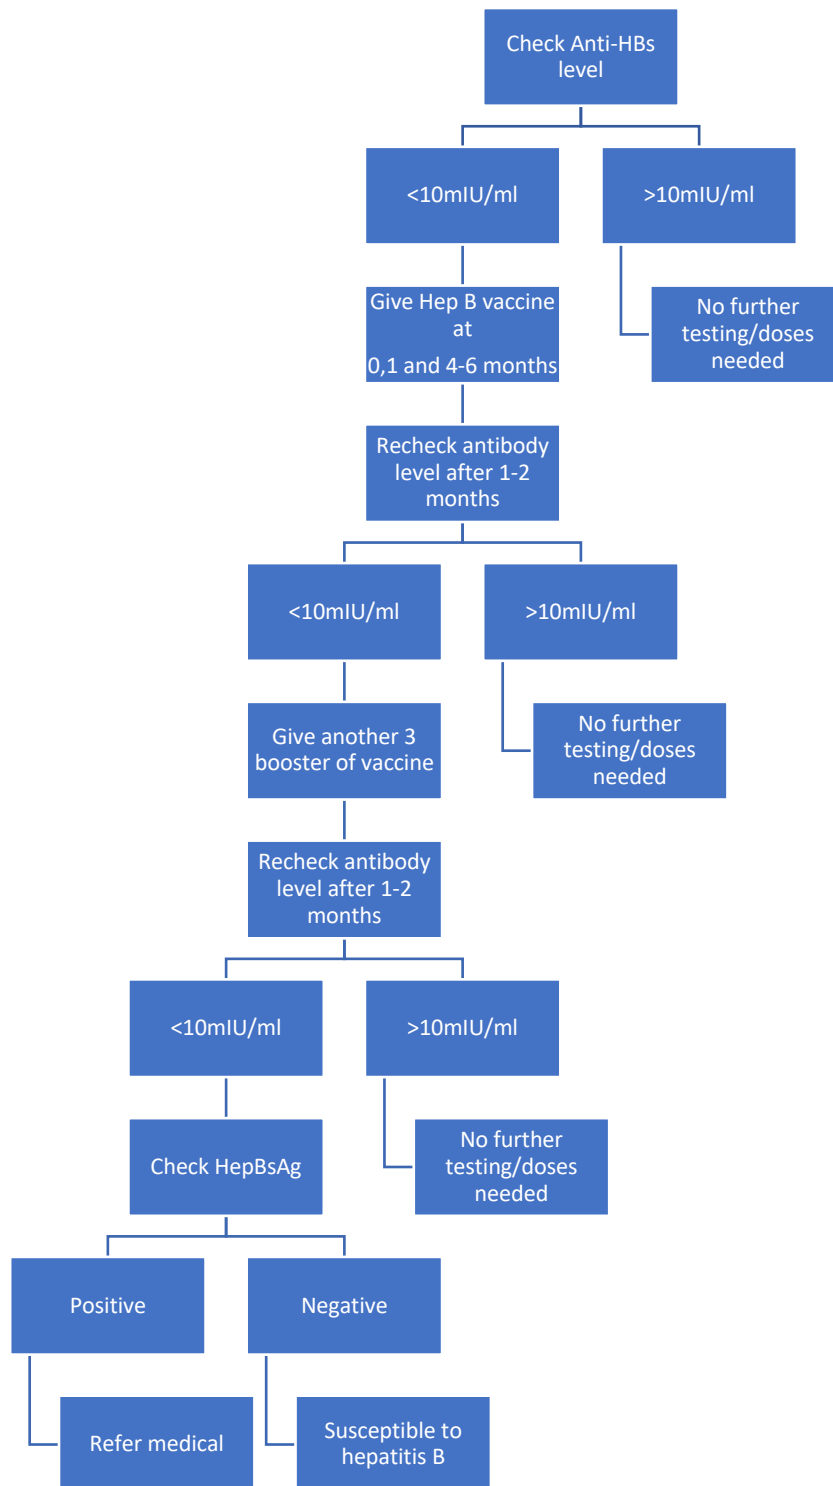 Check Anti-HBs
level
<10mIU/ml
>10mIU/ml
Give Hep B vaccine
at
0,1 and 4-6 months
No further
testing/doses
needed
Recheck antibody
level after 1-2
months
<10mIU/ml
>10mIU/ml
Give another 3
booster of vaccine
No further
testing/doses
needed
Recheck antibody
level after 1-2
months
<10mIU/ml
>10mIU/ml
Check HepBsAg
No further
testing/doses
needed
Positive
Negative
Refer medical
Susceptible to
hepatitis B